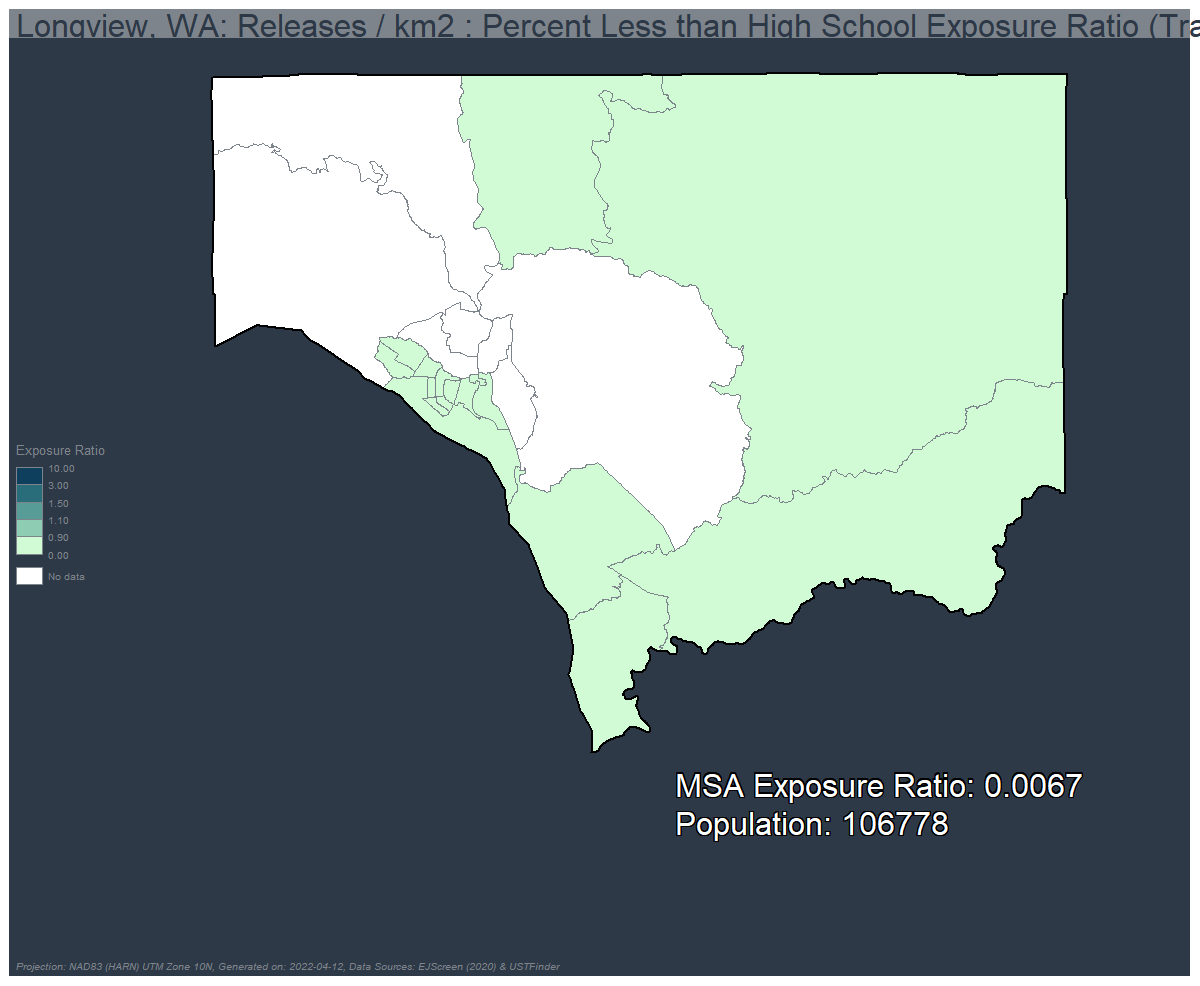 Longview, WA: Releases / km2 : Percent Less than High School Exposure Ratio (Tra
Exposure Ratio
10.00
3.00
1.50
1.10
0.90
0.00
No data
MSA Exposure Ratio: 0.0067
Population: 106778
Projection: NAD83 (HARN) UTM Zone 10N, Generated on: 2022-04-12, Data Sources: EJScreen (2020) & USTFinder